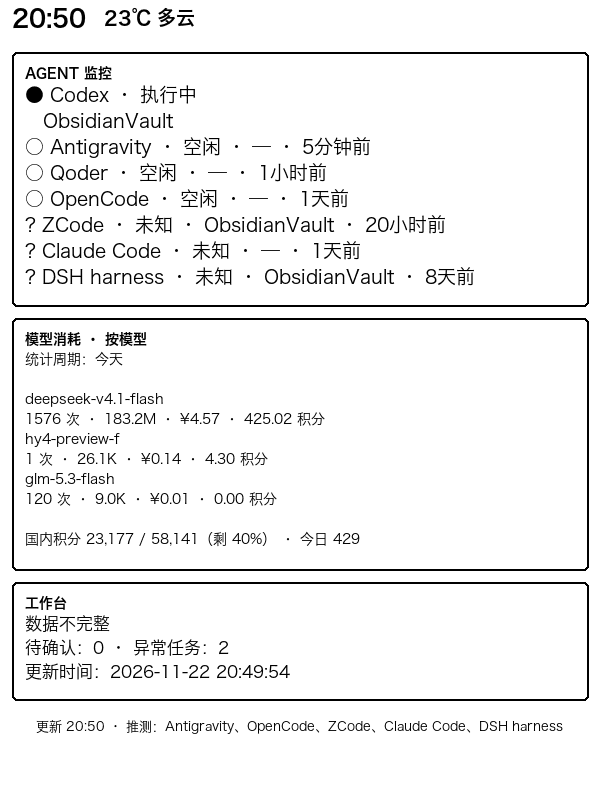 20:50 23℃ 多云
AGENT 监控
● Codex · 执行中
ObsidianVault
○ Antigravity · 空闲 · — · 5分钟前
○ Qoder · 空闲 · — · 1小时前
○ OpenCode · 空闲 · — · 1天前
? ZCode · 未知 · ObsidianVault · 20小时前
? Claude Code · 未知 · — · 1天前
? DSH harness · 未知 · ObsidianVault · 8天前
模型消耗 · 按模型
统计周期：今天
deepseek-v4.1-flash
1576 次 · 183.2M · ¥4.57 · 425.02 积分
hy4-preview-f
1 次 · 26.1K · ¥0.14 · 4.30 积分
glm-5.3-flash
120 次 · 9.0K · ¥0.01 · 0.00 积分
国内积分 23,177 / 58,141（剩 40%） · 今日 429
工作台
数据不完整
待确认：0 · 异常任务：2
更新时间：2026-11-22 20:49:54
更新 20:50 · 推测：Antigravity、OpenCode、ZCode、Claude Code、DSH harness